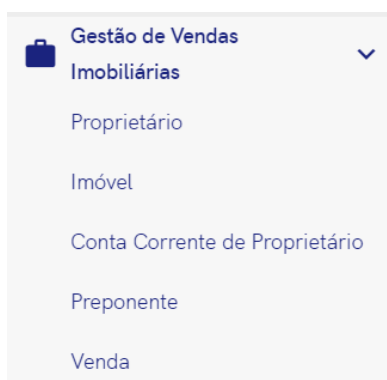 Gestão de Vendas
Imobiliárias
Proprietário
Imóvel
Conta Corrente de Proprietário
Preponente
Venda